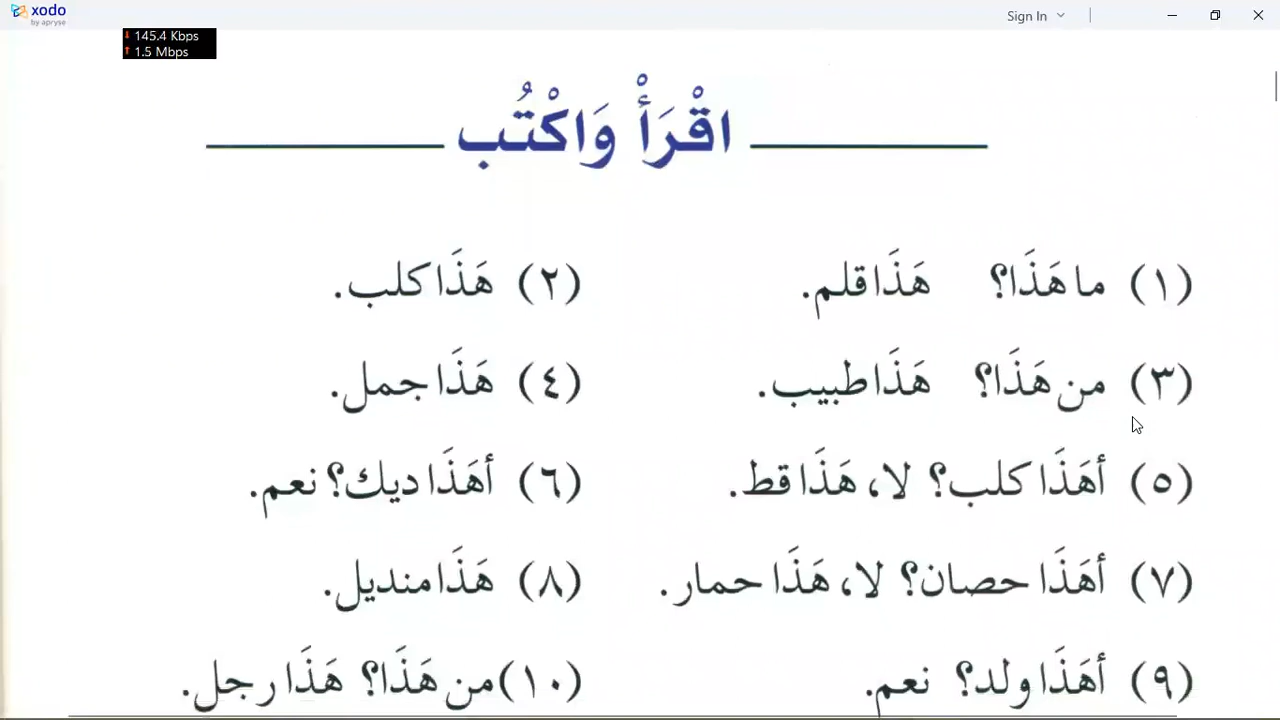 xodo
by apryse
Sign In
145.4 Kbps
1.5 Mbps
اقْرَأْ وَاكْتُب
(١) ما هَذَا؟ هَذَا قلم.
(٢) هَذَا كلب.
(٣) من هَذَا؟ هَذَا طبيب.
(٤) هَذَا جمل.
(٥) أهَذَا كلب؟ لا، هَذَا قط.
(٦) أهَذَا ديك؟ نعم.
(٧) أهَذَا حصان؟ لا، هَذَا حمار.
(٨) هَذَا منديل.
(٩) أهَذَا ولد؟ نعم.
(١٠) من هَذَا؟ هَذَا رجل.